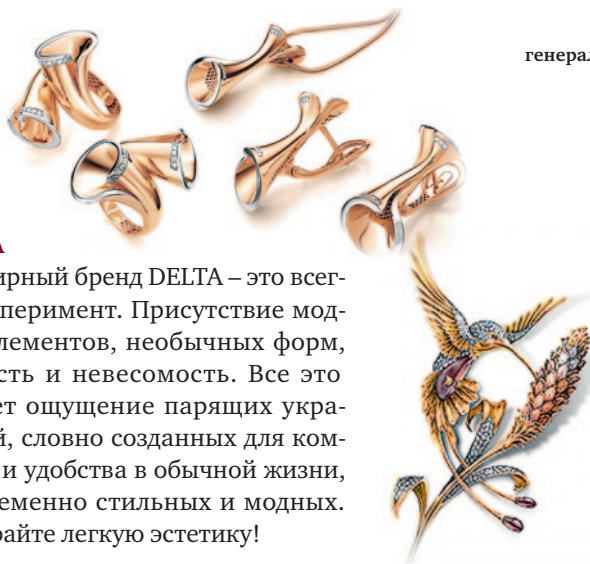 генерал
А
ирный бренд DELTA – это всег-
перимент. Присутствие мод-
лементов, необычных форм,
сть и невесомость. Все это
ет ощущение парящих укра-
й, словно созданных для ком-
и удобства в обычной жизни,
ременно стильных и модных.
райте легкую эстетику!